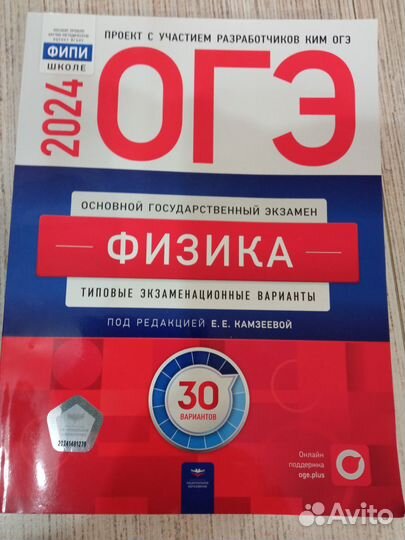 ПРОЕКТ С УЧАСТИЕМ РАЗРАБОТЧИКОВ КИМ ОГЭ
ФИПИ
ШКОЛЕ
2024
ОГЭ
ОСНОВНОЙ ГОСУДАРСТВЕННЫЙ ЭКЗАМЕН
ФИЗИКА
ТИПОВЫЕ ЭКЗАМЕНАЦИОННЫЕ ВАРИАНТЫ
ПОД РЕДАКЦИЕЙ Е. Е. КАМЗЕЕВОЙ
30
ВАРИАНТОВ
Онлайн
поддержка
oge.plus
Avito